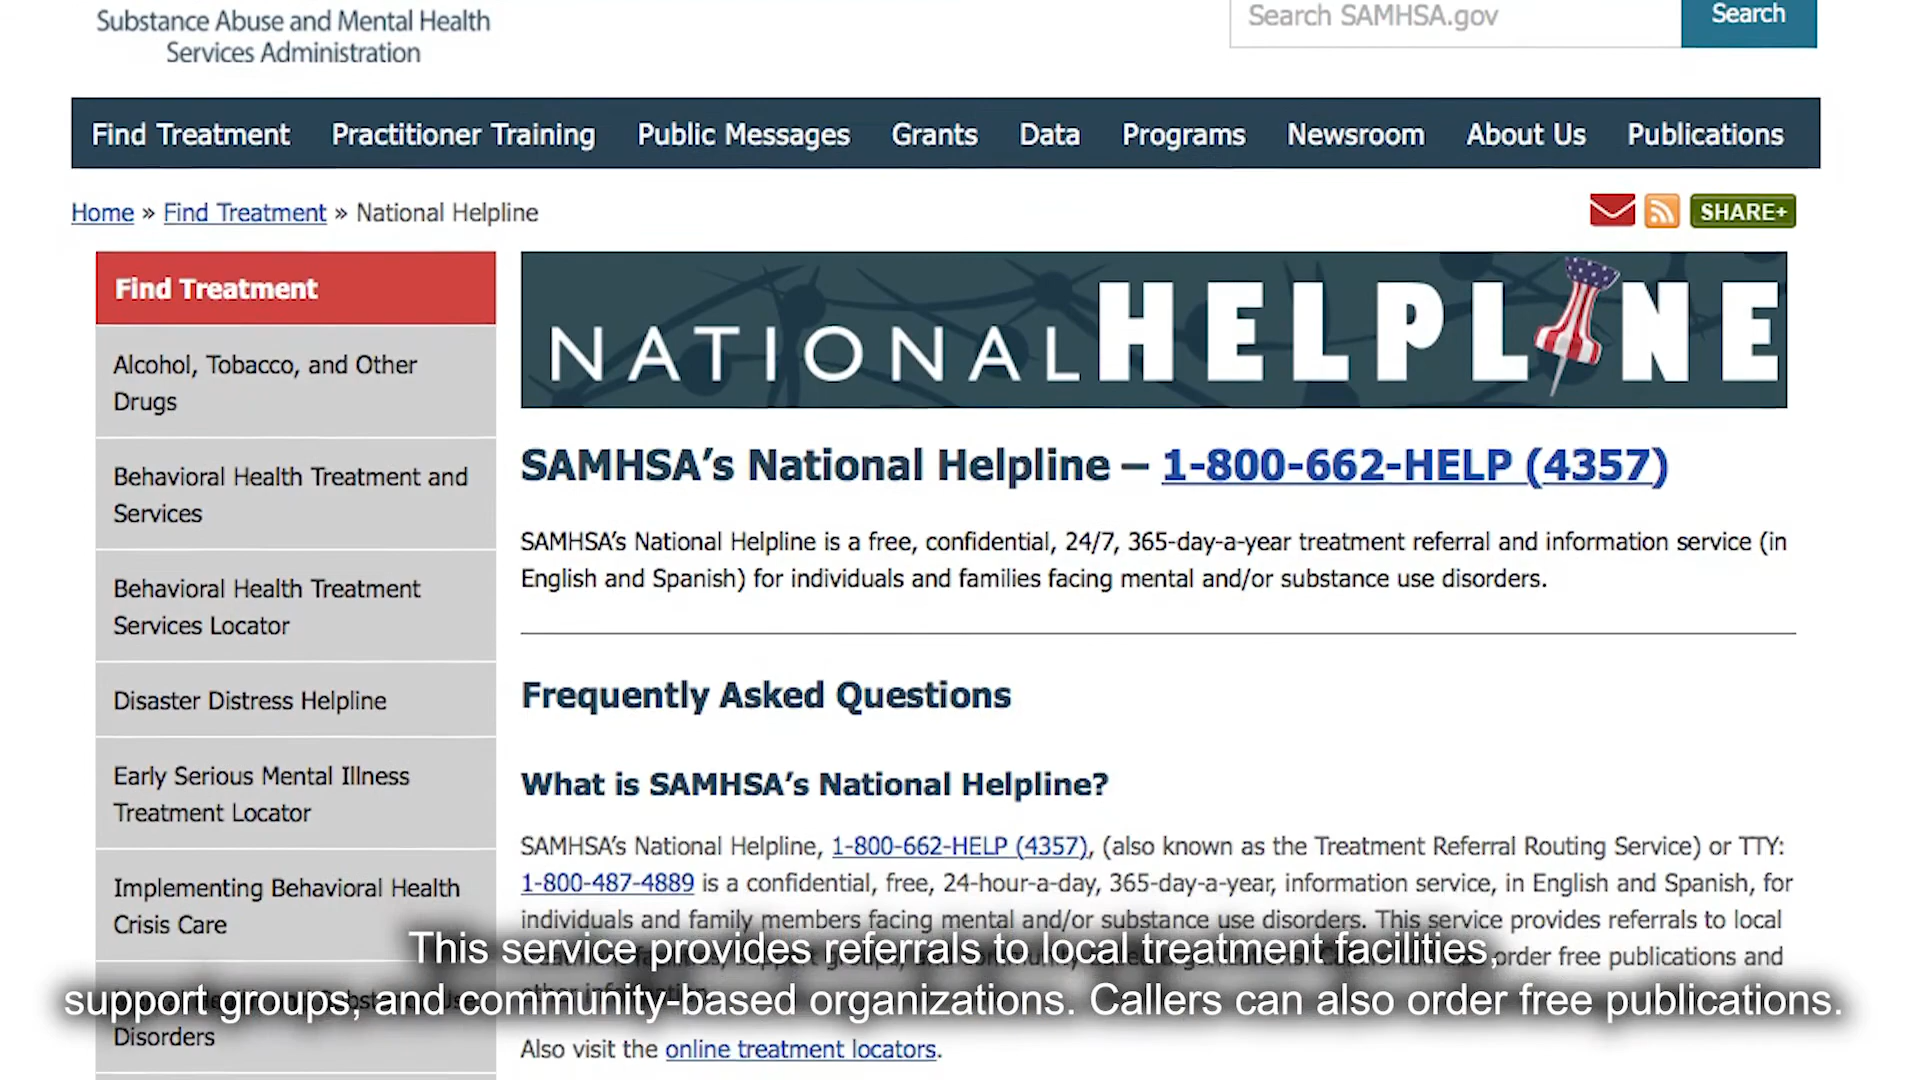 Substance Abuse and Mental Health
Services Administration
Search SAMHSA.gov
Search
Find Treatment Practitioner Training Public Messages Grants Data Programs Newsroom About Us Publications
Home » Find Treatment » National Helpline
SHARE+
Find Treatment
Alcohol, Tobacco, and Other
Drugs
Behavioral Health Treatment and
Services
Behavioral Health Treatment
Services Locator
Disaster Distress Helpline
Early Serious Mental Illness
Treatment Locator
Implementing Behavioral Health
Crisis Care
Disorders
NATIONAL HELPLINE
SAMHSA's National Helpline – 1-800-662-HELP (4357)
SAMHSA's National Helpline is a free, confidential, 24/7, 365-day-a-year treatment referral and information service (in
English and Spanish) for individuals and families facing mental and/or substance use disorders.
Frequently Asked Questions
What is SAMHSA's National Helpline?
SAMHSA's National Helpline, 1-800-662-HELP (4357), (also known as the Treatment Referral Routing Service) or TTY:
1-800-487-4889 is a confidential, free, 24-hour-a-day, 365-day-a-year, information service, in English and Spanish, for
individuals and family members facing mental and/or substance use disorders. This service provides referrals to local
order free publications and
Also visit the online treatment locators.
This service provides referrals to local treatment facilities,
support groups, and community-based organizations. Callers can also order free publications.